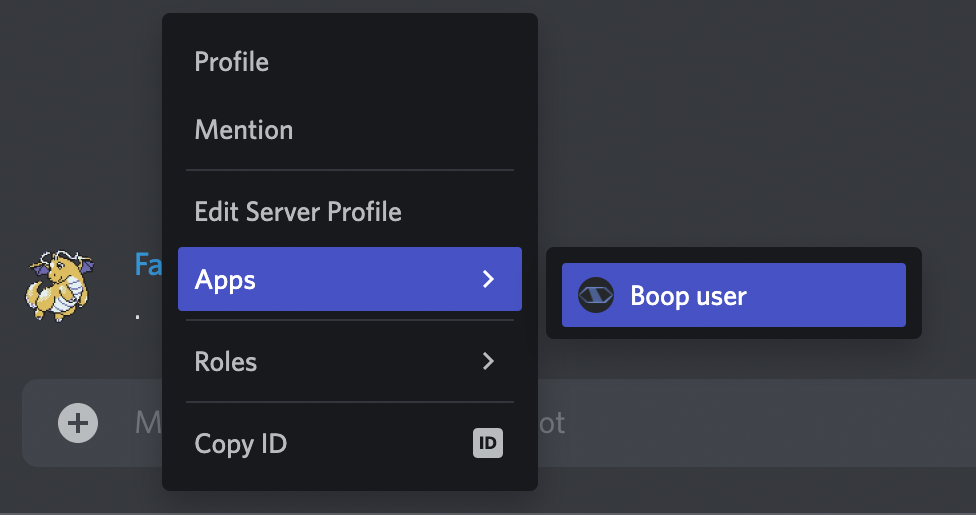 Profile
Mention
Edit Server Profile
Fa
Apps
Boop user
.
Roles
M
ot
Copy ID
ID